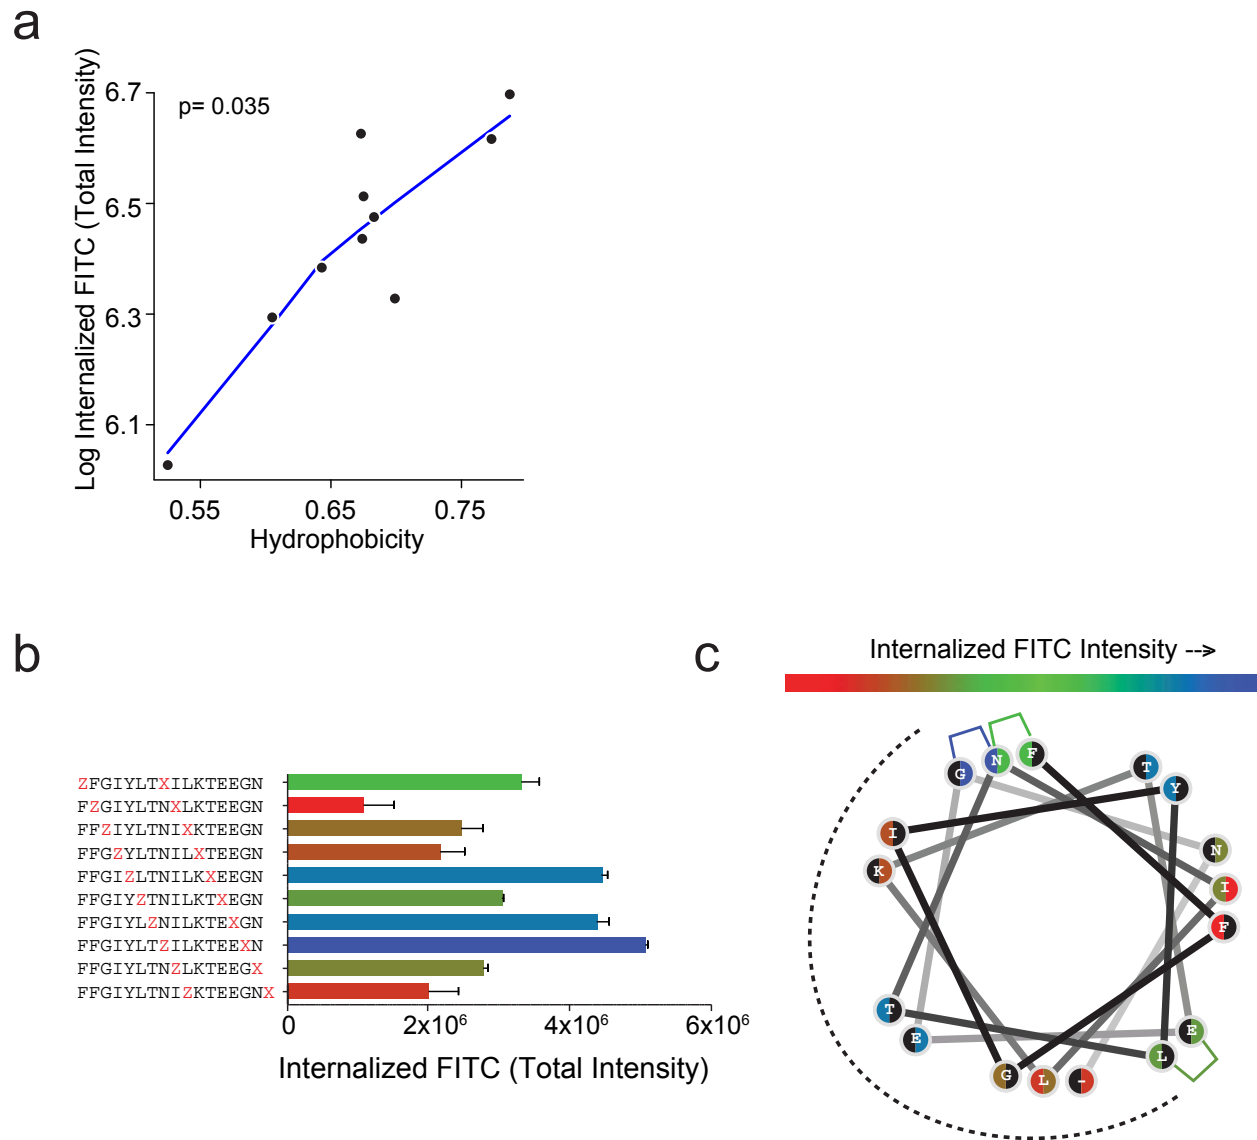 a
Log Internalized FITC (Total Intensity)
6.7
6.5
6.3
6.1
p= 0.035
0.55 0.65 0.75
Hydrophobicity
b
ZFGIYLTXILKTEEGN
FZGIYLTNXLKTEEGN
FFZIYLTNIXKTEEGN
FFGZYLTNILXTEEGN
FFGIZLTNILKXEEGN
FFGIYZTNILKTXEGN
FFGIYLZNILKTEXGN
FFGIYLTZILKTEEXN
FFGIYLTNZLKTEEGX
FFGIYLTNIZKTEEGNX
0 2x10⁶ 4x10⁶ 6x10⁶
Internalized FITC (Total Intensity)
c
Internalized FITC Intensity -->
G N F T Y
I K N I F
T E E L
G L -